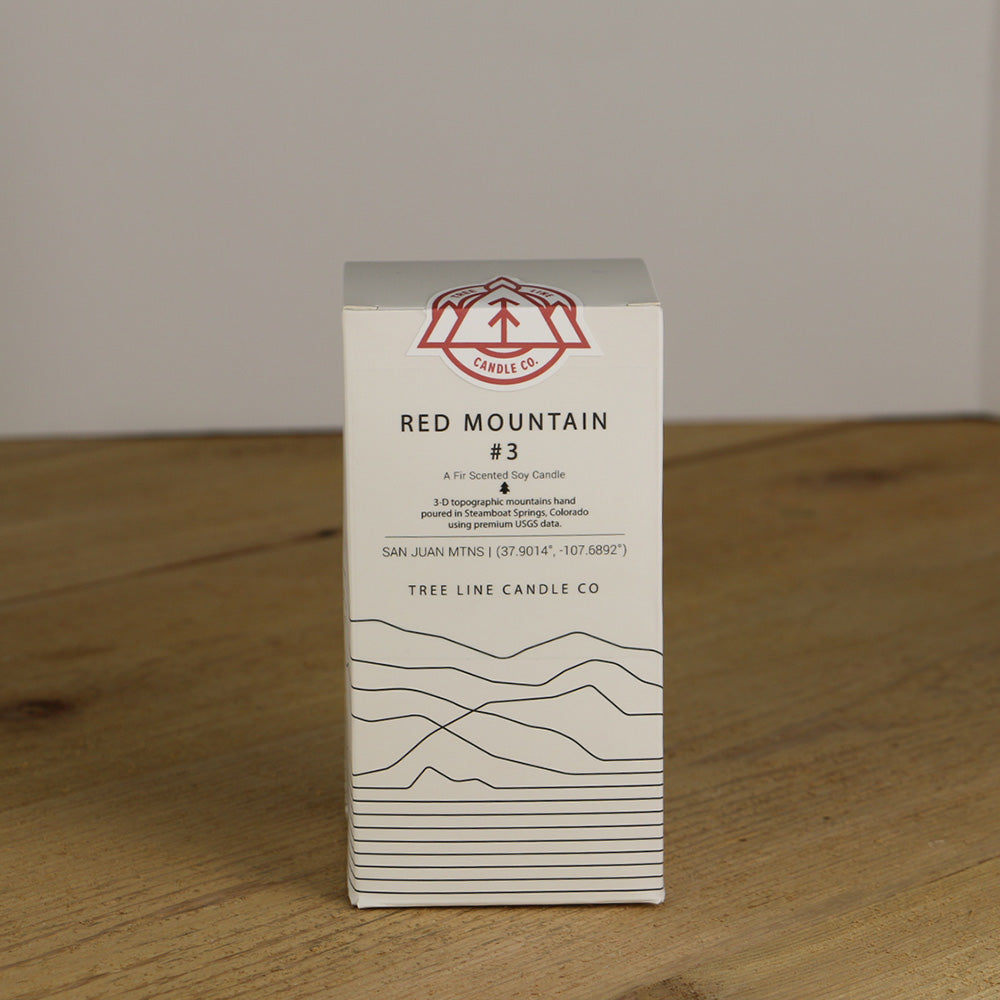 TREE LINE
CANDLE CO.
RED MOUNTAIN
#3
A Fir Scented Soy Candle
3-D topographic mountains hand
poured in Steamboat Springs, Colorado
using premium USGS data.
SAN JUAN MTNS | (37.9014°, -107.6892°)
TREE LINE CANDLE CO